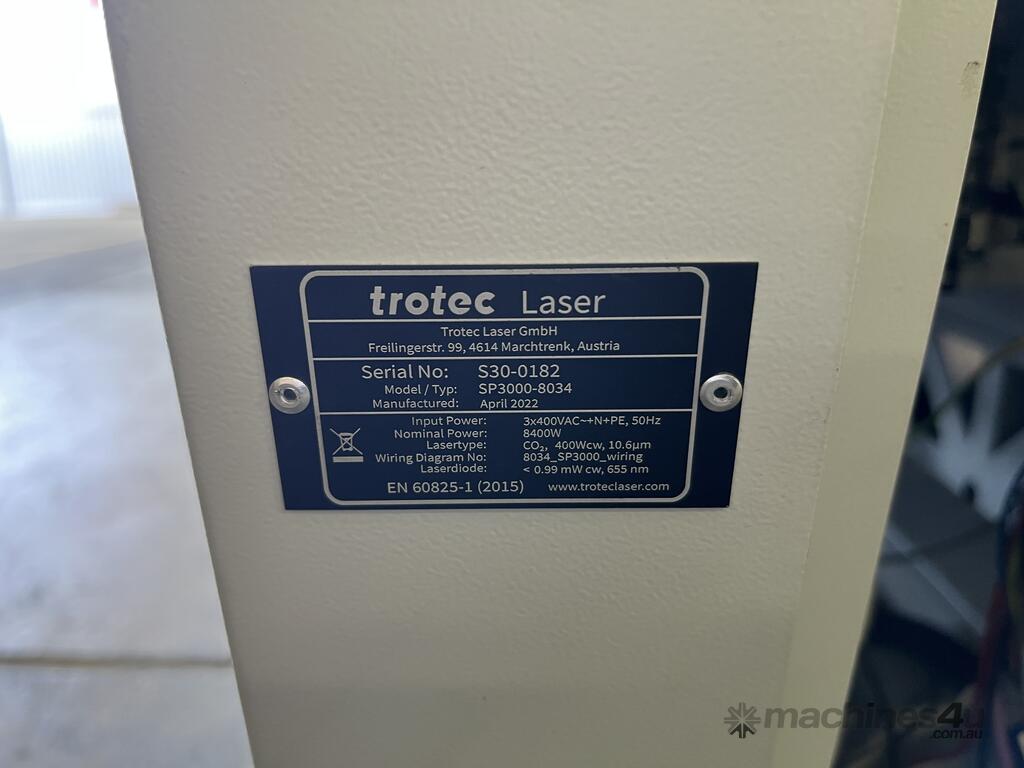 trotec Laser
Trotec Laser GmbH
Freilingerstr. 99, 4614 Marchtrenk, Austria
Serial No: S30-0182
Model / Typ: SP3000-8034
Manufactured: April 2022
Input Power: 3x400VAC~+N+PE, 50Hz
Nominal Power: 8400W
Lasertype: CO₂, 400Wcw, 10.6µm
Wiring Diagram No: 8034_SP3000_wiring
Laserdiode: < 0.99 mW cw, 655 nm
EN 60825-1 (2015) www.troteclaser.com
machines4u
.com.au